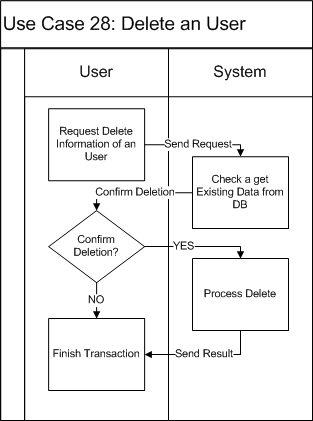 Use Case 28: Delete an User
User
System
Request Delete
Information of an
User
Send Request
Check a get
Existing Data from
DB
Confirm Deletion
Confirm
Deletion?
YES
Process Delete
NO
Finish Transaction
Send Result